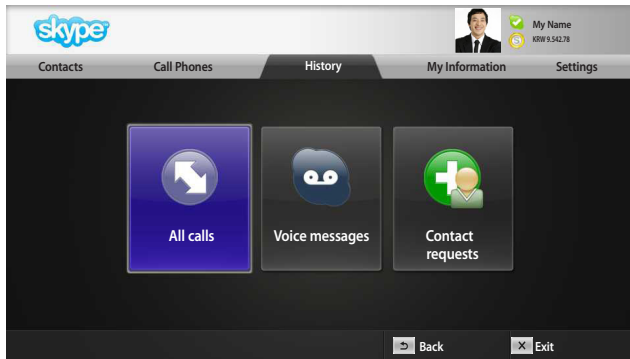 skype
My Name
KRW 9.542.78
Contacts Call Phones History My Information Settings
All calls Voice messages Contact
requests
Back Exit